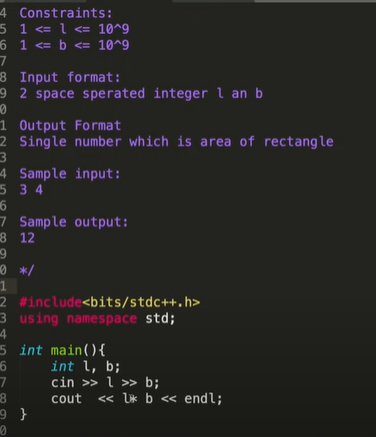 4 Constraints:
5 1 <= l <= 10^9
6 1 <= b <= 10^9
7
8 Input format:
9 2 space sperated integer l an b
0
1 Output Format
2 Single number which is area of rectangle
3
4 Sample input:
5 3 4
6
7 Sample output:
8 12
9
0 */
1
2 #include<bits/stdc++.h>
3 using namespace std;
4
5 int main(){
6     int l, b;
7     cin >> l >> b;
8     cout  << l* b << endl;
9 }
0